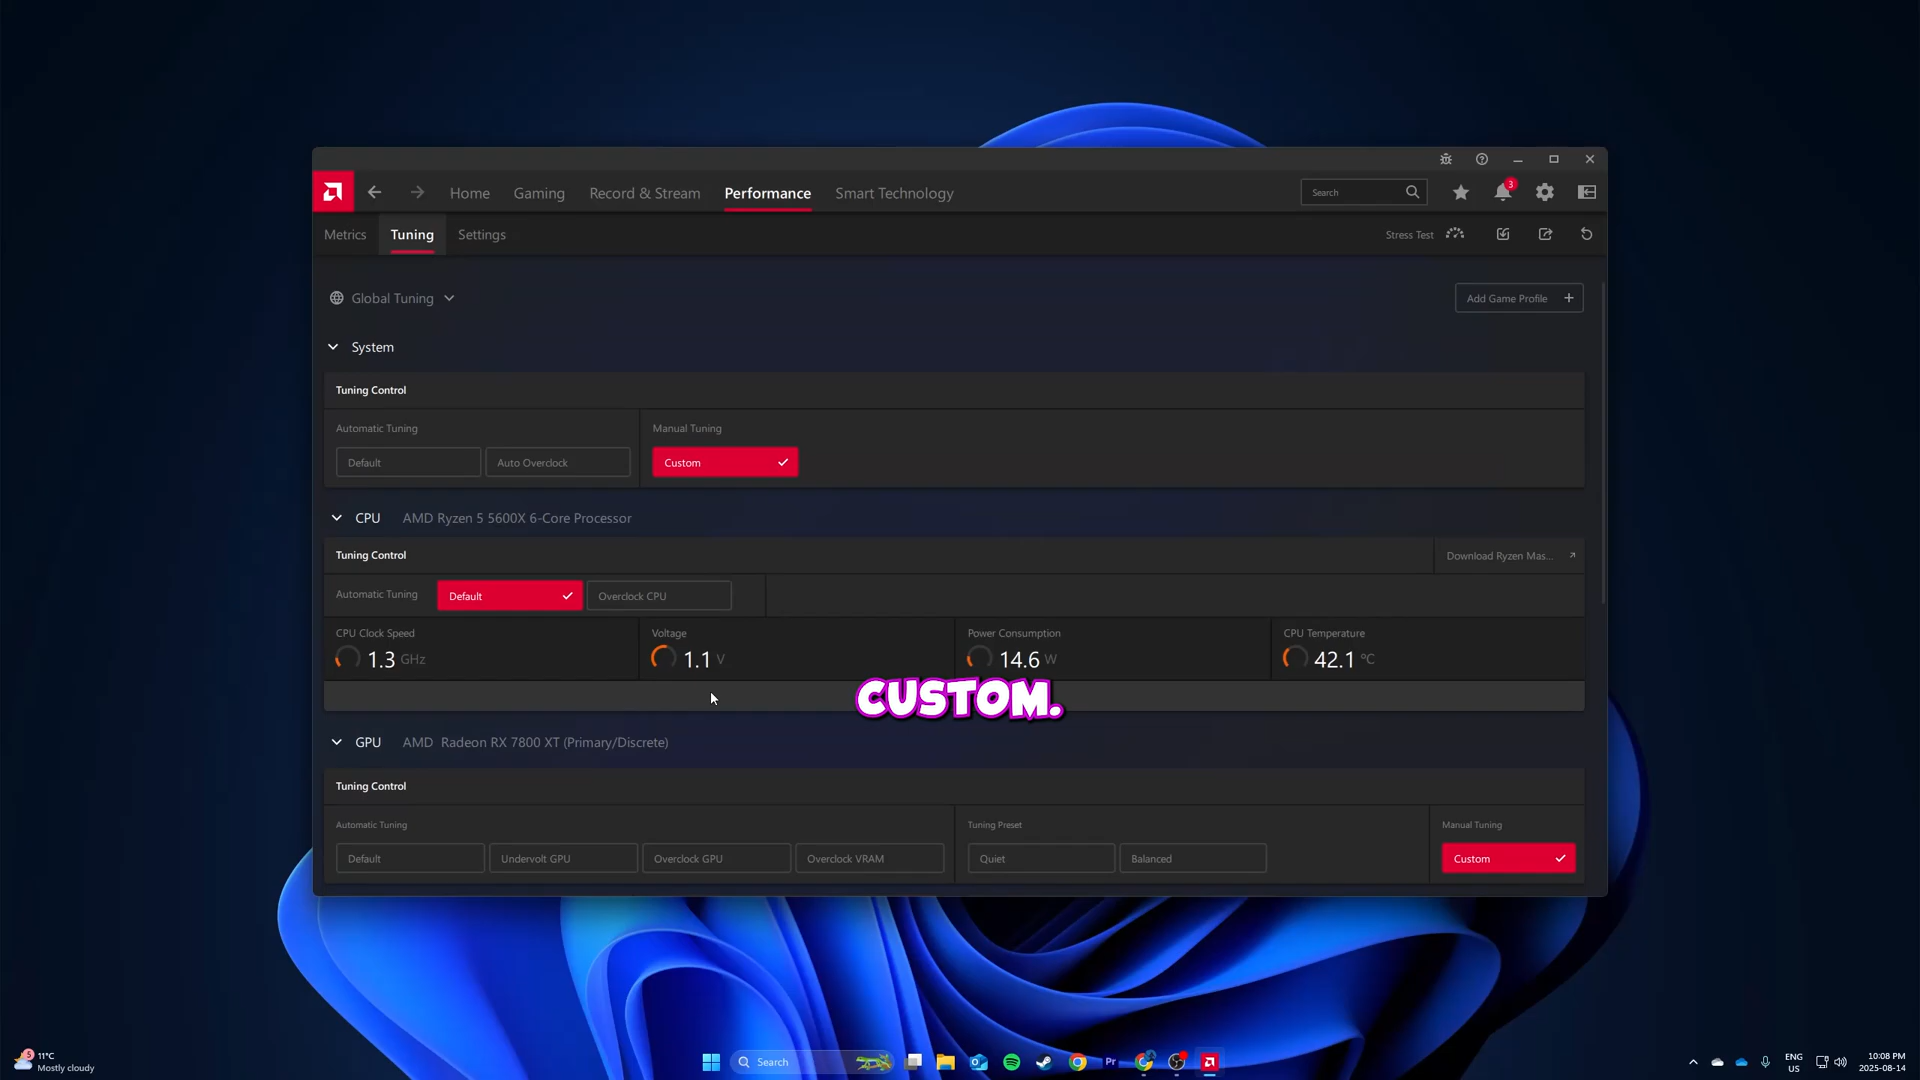 Home Gaming Record & Stream Performance Smart Technology Search 3
Metrics Tuning Settings Stress Test
Global Tuning Add Game Profile +
System
Tuning Control
Automatic Tuning Manual Tuning
Default Auto Overclock Custom
CPU AMD Ryzen 5 5600X 6-Core Processor
Tuning Control Download Ryzen Mas...
Automatic Tuning Default Overclock CPU
CPU Clock Speed Voltage Power Consumption CPU Temperature
1.3 GHz 1.1 V 14.6 W 42.1 °C
CUSTOM.
GPU AMD Radeon RX 7800 XT (Primary/Discrete)
Tuning Control
Automatic Tuning Tuning Preset Manual Tuning
Default Undervolt GPU Overclock GPU Overclock VRAM Quiet Balanced Custom
5 11°C
Mostly cloudy
Search
Pr
ENG
US
10:08 PM
2025-08-14